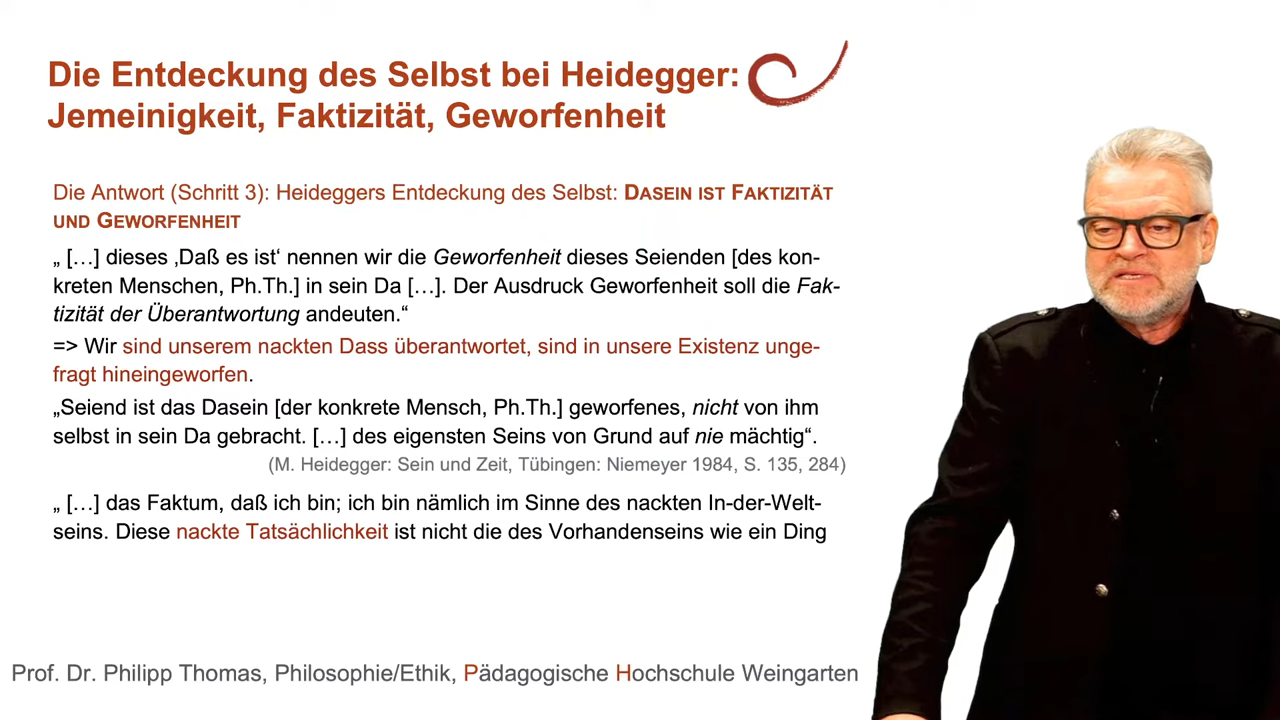 Die Entdeckung des Selbst bei Heidegger:
Jemeinigkeit, Faktizität, Geworfenheit
Die Antwort (Schritt 3): Heideggers Entdeckung des Selbst: DASEIN IST FAKTIZITÄT
UND GEWORFENHEIT
„ […] dieses ‚Daß es ist‘ nennen wir die Geworfenheit dieses Seienden [des kon-
kreten Menschen, Ph.Th.] in sein Da […]. Der Ausdruck Geworfenheit soll die Fak-
tizität der Überantwortung andeuten.“
=> Wir sind unserem nackten Dass überantwortet, sind in unsere Existenz unge-
fragt hineingeworfen.
„Seiend ist das Dasein [der konkrete Mensch, Ph.Th.] geworfenes, nicht von ihm
selbst in sein Da gebracht. […] des eigensten Seins von Grund auf nie mächtig“.
(M. Heidegger: Sein und Zeit, Tübingen: Niemeyer 1984, S. 135, 284)
„ […] das Faktum, daß ich bin; ich bin nämlich im Sinne des nackten In-der-Welt-
seins. Diese nackte Tatsächlichkeit ist nicht die des Vorhandenseins wie ein Ding
Prof. Dr. Philipp Thomas, Philosophie/Ethik, Pädagogische Hochschule Weingarten